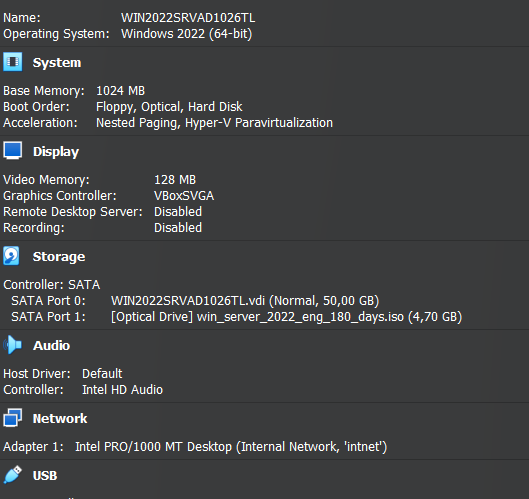 Name: WIN2022SRVAD1026TL
Operating System: Windows 2022 (64-bit)
System
Base Memory: 1024 MB
Boot Order: Floppy, Optical, Hard Disk
Acceleration: Nested Paging, Hyper-V Paravirtualization
Display
Video Memory: 128 MB
Graphics Controller: VBoxSVGA
Remote Desktop Server: Disabled
Recording: Disabled
Storage
Controller: SATA
SATA Port 0: WIN2022SRVAD1026TL.vdi (Normal, 50,00 GB)
SATA Port 1: [Optical Drive] win_server_2022_eng_180_days.iso (4,70 GB)
Audio
Host Driver: Default
Controller: Intel HD Audio
Network
Adapter 1: Intel PRO/1000 MT Desktop (Internal Network, 'intnet')
USB